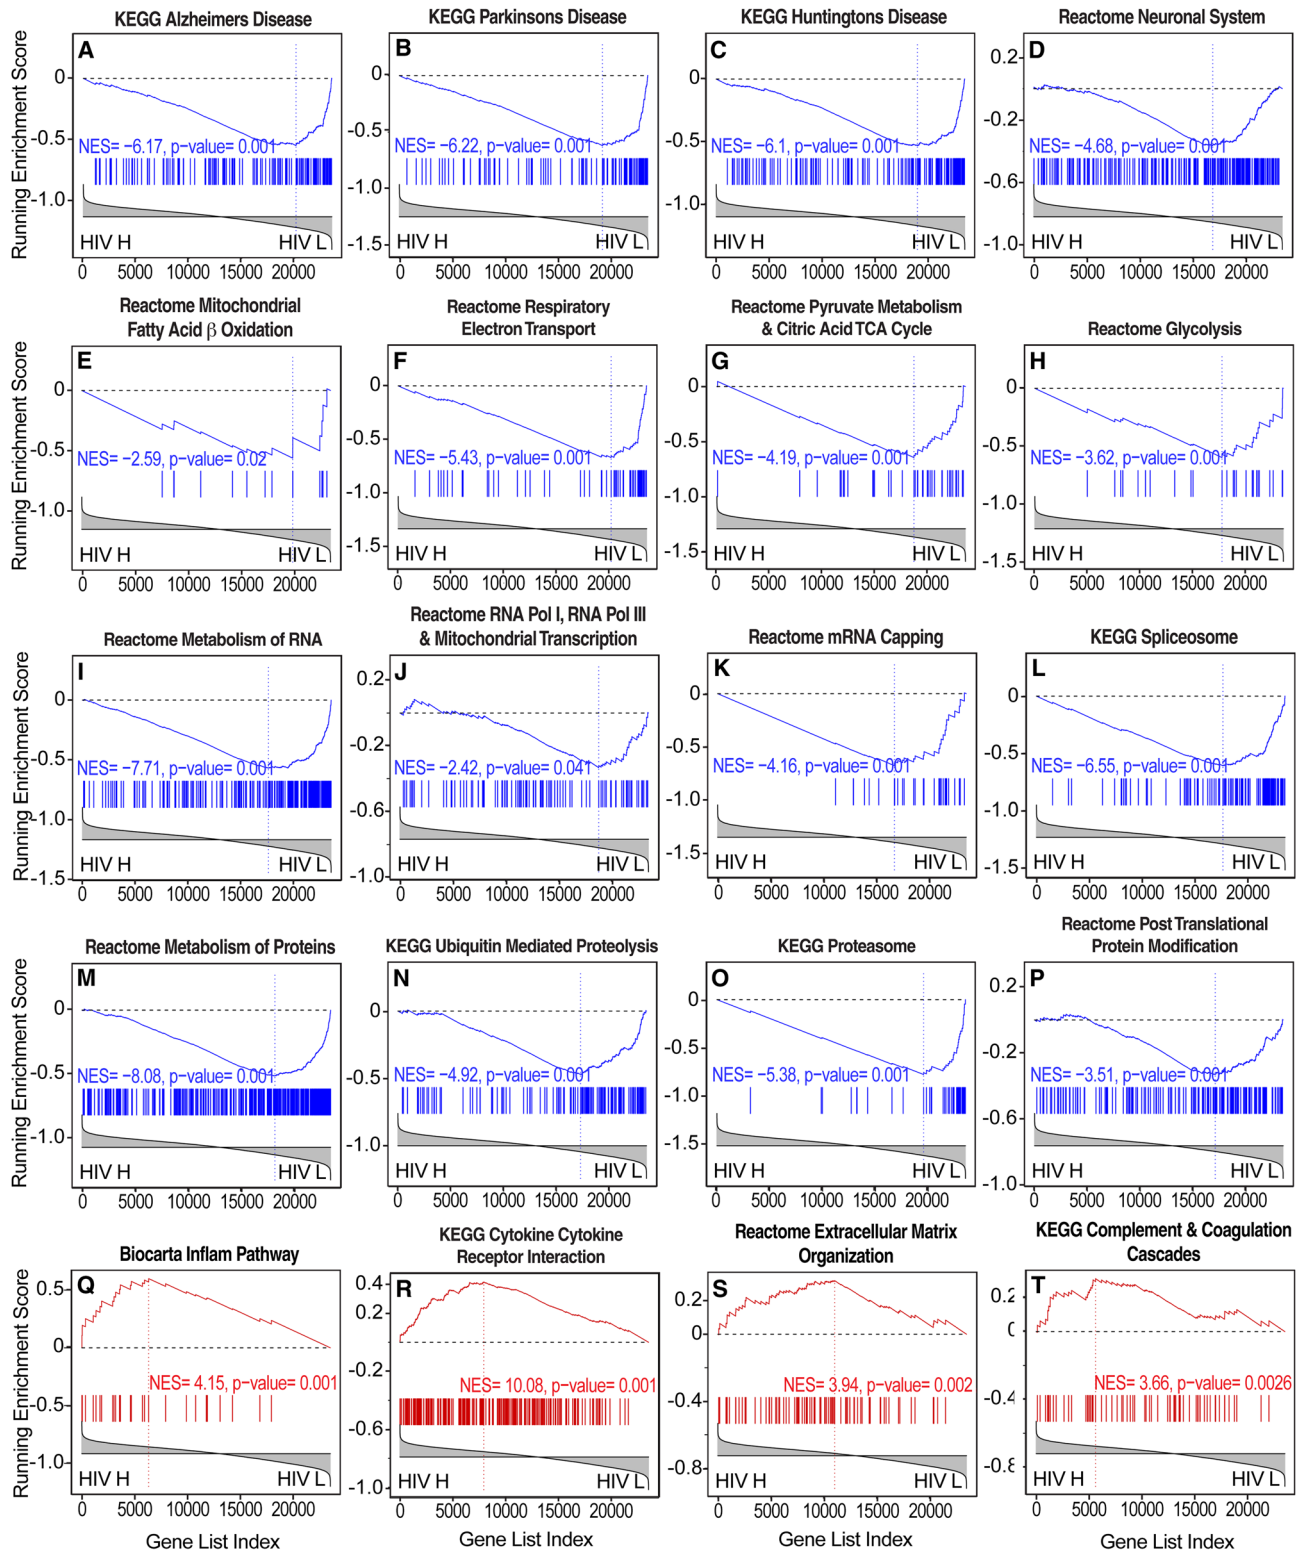 KEGG Alzheimers Disease
A
Running Enrichment Score
0
−0.5
−1.0
NES= −6.17, p−value= 0.001
HIV H
HIV L
0 5000 10000 15000 20000
KEGG Parkinsons Disease
B
0
−0.5
−1.0
−1.5
NES= −6.22, p−value= 0.001
HIV H
HIV L
0 5000 10000 15000 20000
KEGG Huntingtons Disease
C
0
−0.5
−1.0
NES= −6.1, p−value= 0.001
HIV H
HIV L
0 5000 10000 15000 20000
Reactome Neuronal System
D
0.2
0
−0.2
−0.6
−1.0
NES= −4.68, p−value= 0.001
HIV H
HIV L
0 5000 10000 15000 20000
Reactome Mitochondrial
Fatty Acid β Oxidation
E
Running Enrichment Score
0
−0.5
−1.0
NES= −2.59, p−value= 0.02
HIV H
HIV L
0 5000 10000 15000 20000
Reactome Respiratory
Electron Transport
F
0
−0.5
−1.0
−1.5
NES= −5.43, p−value= 0.001
HIV H
HIV L
0 5000 10000 15000 20000
Reactome Pyruvate Metabolism
& Citric Acid TCA Cycle
G
0
−0.5
−1.0
−1.5
NES= −4.19, p−value= 0.001
HIV H
HIV L
0 5000 10000 15000 20000
Reactome Glycolysis
H
0
−0.5
−1.0
−1.5
NES= −3.62, p−value= 0.001
HIV H
HIV L
0 5000 10000 15000 20000
Reactome Metabolism of RNA
I
Running Enrichment Score
0
−0.5
−1.0
−1.5
NES= −7.71, p−value= 0.001
HIV H
HIV L
0 5000 10000 15000 20000
Reactome RNA Pol I, RNA Pol III
& Mitochondrial Transcription
J
0.2
0
−0.2
−0.6
−1.0
NES= −2.42, p−value= 0.041
HIV H
HIV L
0 5000 10000 15000 20000
Reactome mRNA Capping
K
0
−0.5
−1.0
−1.5
NES= −4.16, p−value= 0.001
HIV H
HIV L
0 5000 10000 15000 20000
KEGG Spliceosome
L
0
−0.5
−1.0
−1.5
NES= −6.55, p−value= 0.001
HIV H
HIV L
0 5000 10000 15000 20000
Reactome Metabolism of Proteins
M
Running Enrichment Score
0
−0.5
−1.0
NES= −8.08, p−value= 0.001
HIV H
HIV L
0 5000 10000 15000 20000
KEGG Ubiquitin Mediated Proteolysis
N
0
−0.5
−1.0
NES= −4.92, p−value= 0.001
HIV H
HIV L
0 5000 10000 15000 20000
KEGG Proteasome
O
0
−0.5
−1.0
−1.5
NES= −5.38, p−value= 0.001
HIV H
HIV L
0 5000 10000 15000 20000
Reactome Post Translational
Protein Modification
P
0.2
0
−0.2
−0.6
−1.0
NES= −3.51, p−value= 0.001
HIV H
HIV L
0 5000 10000 15000 20000
Biocarta Inflam Pathway
Q
Running Enrichment Score
0.5
0
−0.5
−1.0
NES= 4.15, p−value= 0.001
HIV H
HIV L
0 5000 10000 15000 20000
Gene List Index
KEGG Cytokine Cytokine
Receptor Interaction
R
0.4
0.2
0
−0.2
−0.6
−1.0
NES= 10.08, p−value= 0.001
HIV H
HIV L
0 5000 10000 15000 20000
Gene List Index
Reactome Extracellular Matrix
Organization
S
0.2
0
−0.4
−0.8
NES= 3.94, p−value= 0.002
HIV H
HIV L
0 5000 10000 15000 20000
Gene List Index
KEGG Complement & Coagulation
Cascades
T
0.2
0
−0.4
−0.8
NES= 3.66, p−value= 0.0026
HIV H
HIV L
0 5000 10000 15000 20000
Gene List Index